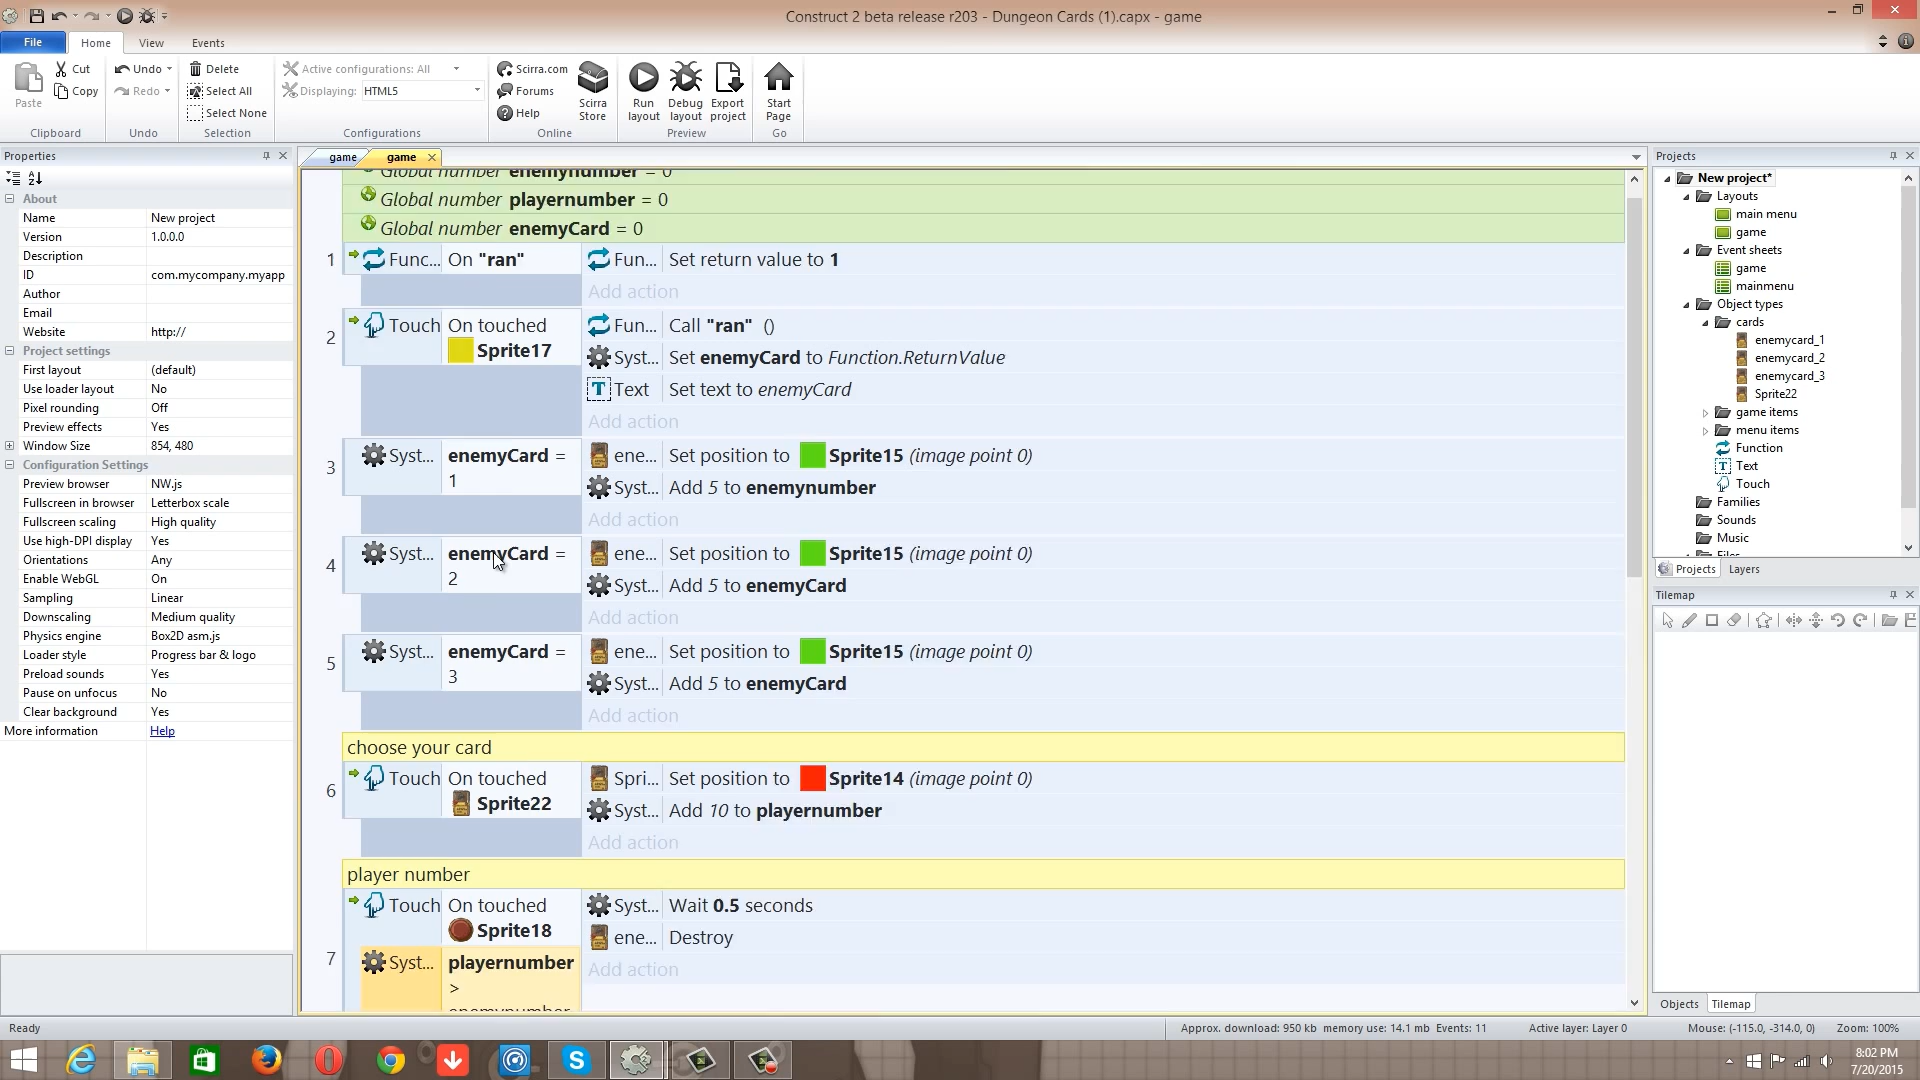 Construct 2 beta release r203 - Dungeon Cards (1).capx - game
File Home View Events
Paste Cut Copy Clipboard
Undo Redo Undo
Delete Select All Select None Selection
Active configurations: All
Displaying: HTML5
Configurations
Scirra.com Forums Help Scirra Store Online
Run layout Debug layout Export project Preview
Start Page Go
Properties
About
Name New project
Version 1.0.0.0
Description
ID com.mycompany.myapp
Author
Email
Website http://
Project settings
First layout (default)
Use loader layout No
Pixel rounding Off
Preview effects Yes
Window Size 854, 480
Configuration Settings
Preview browser NW.js
Fullscreen in browser Letterbox scale
Fullscreen scaling High quality
Use high-DPI display Yes
Orientations Any
Enable WebGL On
Sampling Linear
Downscaling Medium quality
Physics engine Box2D asm.js
Loader style Progress bar & logo
Preload sounds Yes
Pause on unfocus No
Clear background Yes
More information Help
game game
Global number enemynumber = 0
Global number playernumber = 0
Global number enemyCard = 0
1 Func... On "ran" Fun... Set return value to 1
Add action
2 Touch On touched Sprite17 Fun... Call "ran" ()
Syst... Set enemyCard to Function.ReturnValue
T Text Set text to enemyCard
Add action
3 Syst... enemyCard = 1 ene... Set position to Sprite15 (image point 0)
Syst... Add 5 to enemynumber
Add action
4 Syst... enemyCard = 2 ene... Set position to Sprite15 (image point 0)
Syst... Add 5 to enemyCard
Add action
5 Syst... enemyCard = 3 ene... Set position to Sprite15 (image point 0)
Syst... Add 5 to enemyCard
Add action
choose your card
6 Touch On touched Sprite22 Spri... Set position to Sprite14 (image point 0)
Syst... Add 10 to playernumber
Add action
player number
7 Touch On touched Sprite18 Syst... Wait 0.5 seconds
ene... Destroy
Add action
Syst... playernumber > enemynumber
Projects
New project*
Layouts
main menu
game
Event sheets
game
mainmenu
Object types
cards
enemycard_1
enemycard_2
enemycard_3
Sprite22
game items
menu items
Function
Text
Touch
Families
Sounds
Music
Files
Projects Layers
Tilemap
Objects Tilemap
Ready
Approx. download: 950 kb memory use: 14.1 mb Events: 11 Active layer: Layer 0 Mouse: (-115.0, -314.0, 0) Zoom: 100%
8:02 PM
7/20/2015